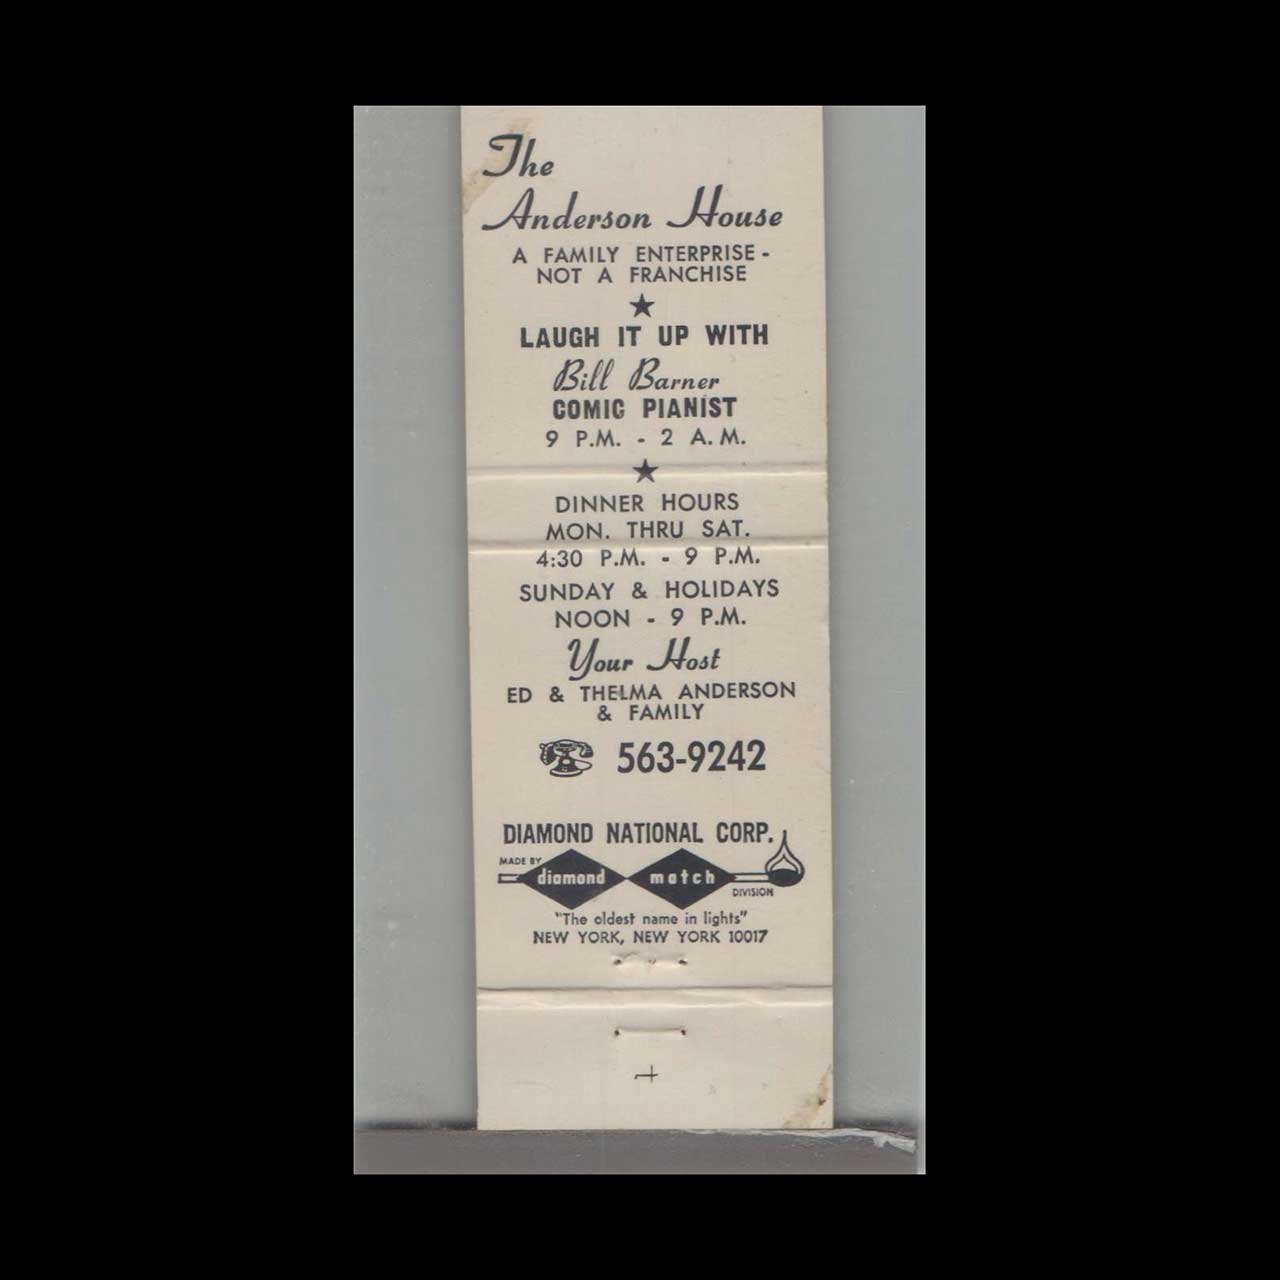 The
Anderson House
A FAMILY ENTERPRISE -
NOT A FRANCHISE
LAUGH IT UP WITH
Bill Barner
COMIC PIANIST
9 P.M. - 2 A.M.
DINNER HOURS
MON. THRU SAT.
4:30 P.M. - 9 P.M.
SUNDAY & HOLIDAYS
NOON - 9 P.M.
Your Host
ED & THELMA ANDERSON
& FAMILY
563-9242
DIAMOND NATIONAL CORP.
MADE BY
diamond match
DIVISION
"The oldest name in lights"
NEW YORK, NEW YORK 10017